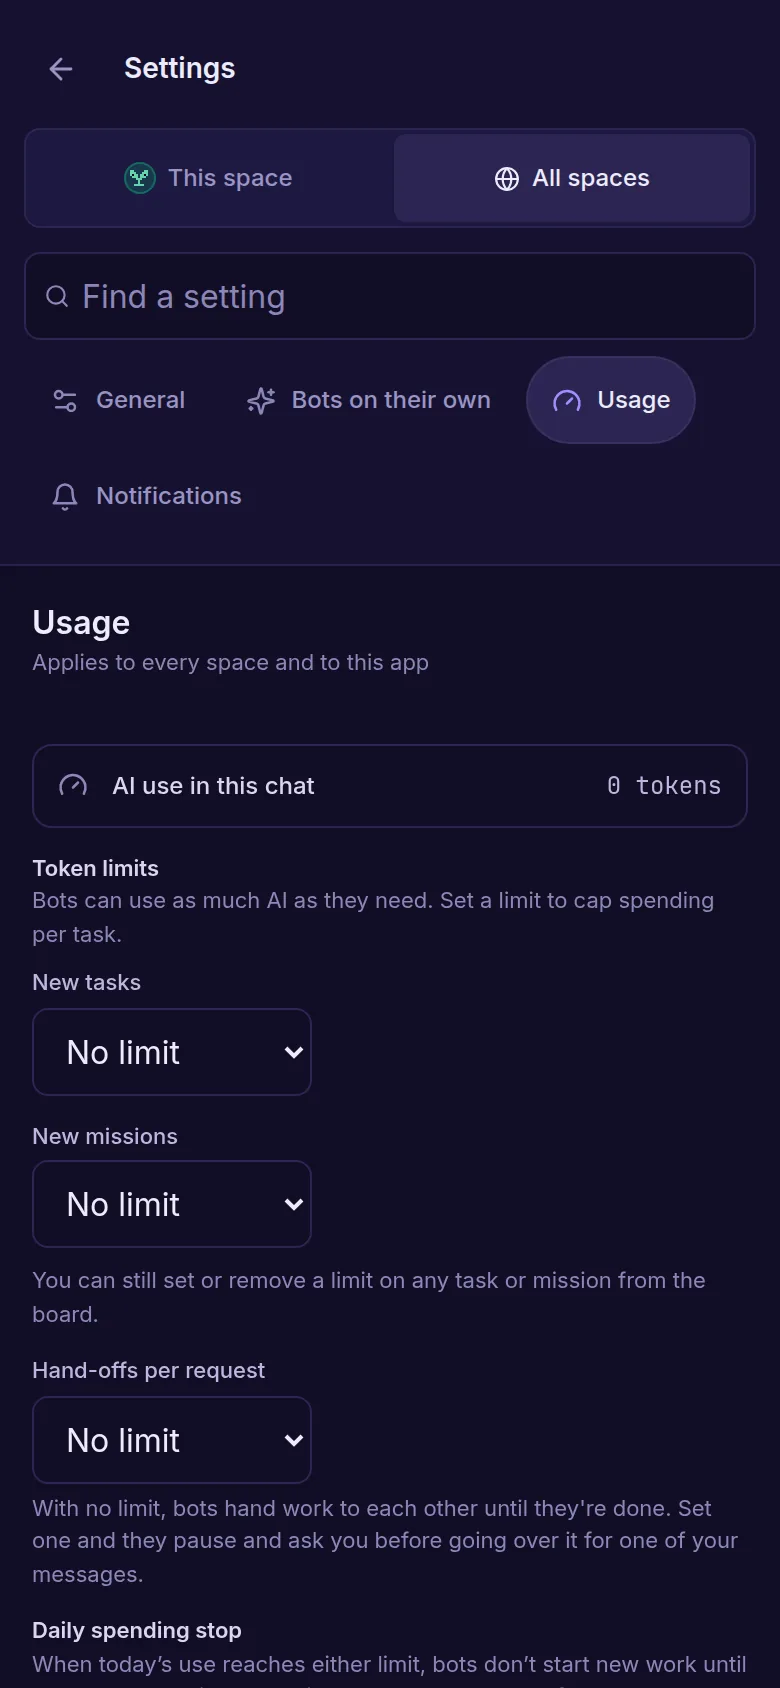 Settings
This space
All spaces
Find a setting
General
Bots on their own
Usage
Notifications
Usage
Applies to every space and to this app
AI use in this chat
0 tokens
Token limits
Bots can use as much AI as they need. Set a limit to cap spending
per task.
New tasks
No limit
New missions
No limit
You can still set or remove a limit on any task or mission from the
board.
Hand-offs per request
No limit
With no limit, bots hand work to each other until they're done. Set
one and they pause and ask you before going over it for one of your
messages.
Daily spending stop
When today’s use reaches either limit, bots don’t start new work until